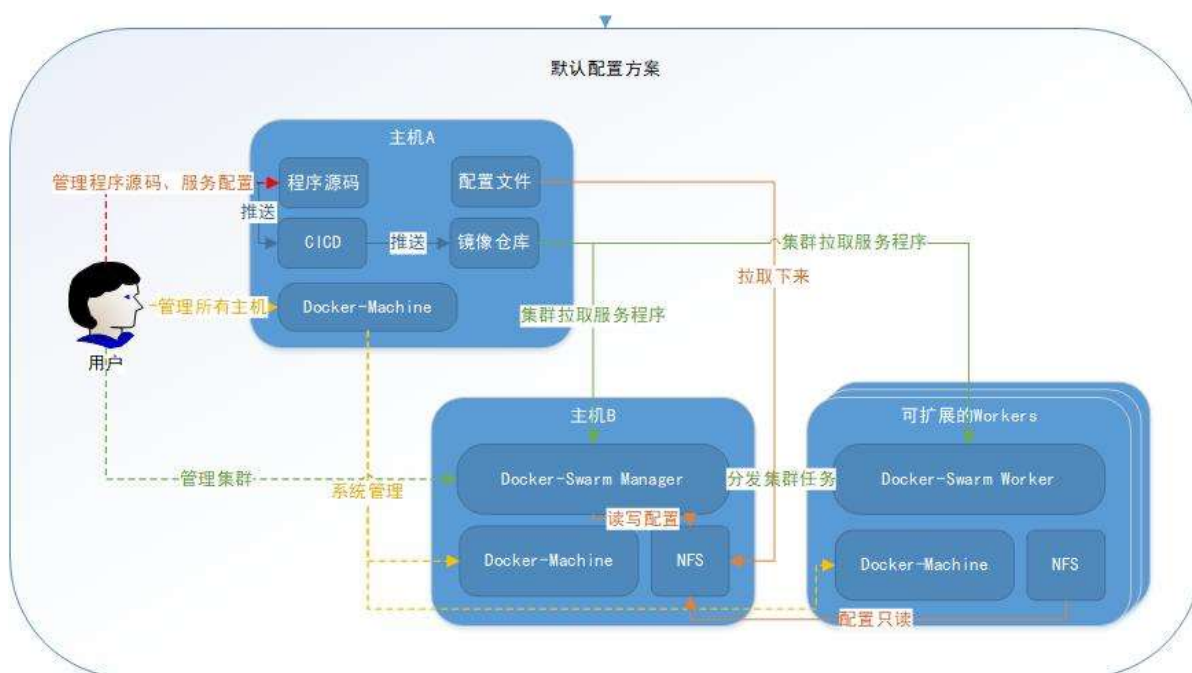 默认配置方案
主机A
管理程序源码、服务配置
程序源码
配置文件
推送
CICD
推送
镜像仓库
集群拉取服务程序
拉取下来
管理所有主机
Docker-Machine
集群拉取服务程序
用户
主机B
可扩展的Workers
管理集群
Docker-Swarm Manager
分发集群任务
Docker-Swarm Worker
系统管理
读写配置
Docker-Machine
NFS
Docker-Machine
NFS
配置只读